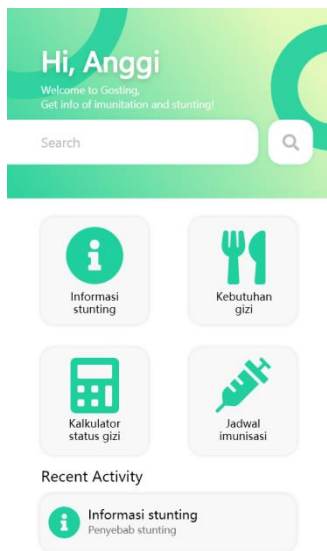 Hi, Anggi
Welcome to Gosting,
Get info of imunitation and stunting!
Search
Informasi
stunting
Kebutuhan
gizi
Kalkulator
status gizi
Jadwal
imunisasi
Recent Activity
Informasi stunting
Penyebab stunting